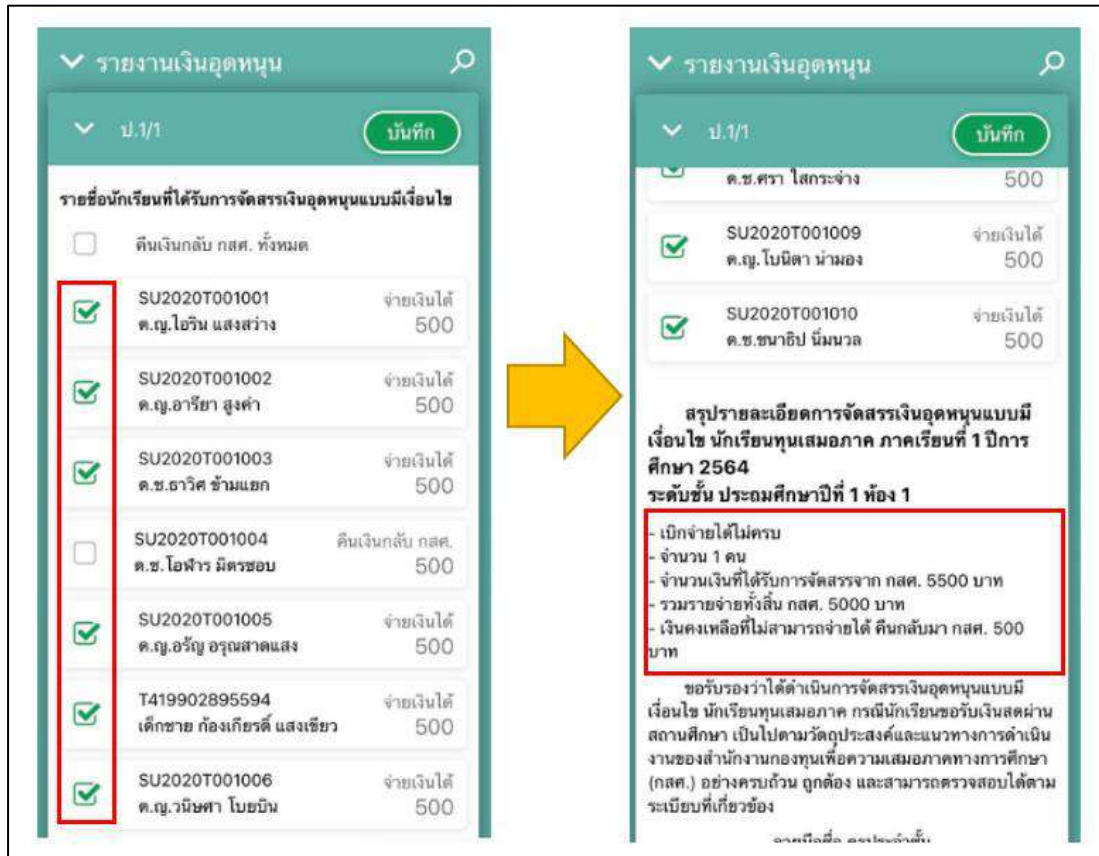 รายงานเงินอุดหนุน
ป.1/1
บันทึก
รายชื่อนักเรียนที่ได้รับการจัดสรรเงินอุดหนุนแบบมีเงื่อนไข
คืนเงินกลับ กสศ. ทั้งหมด
SU2020T001001 จ่ายเงินได้
ด.ญ.ไอริน แสงสว่าง 500
SU2020T001002 จ่ายเงินได้
ด.ญ.อารียา สูงค่า 500
SU2020T001003 จ่ายเงินได้
ด.ช.ธาวิศ ข้ามแยก 500
SU2020T001004 คืนเงินกลับ กสศ.
ด.ช.โอฬาร มิตรชอบ 500
SU2020T001005 จ่ายเงินได้
ด.ญ.อรัญ อรุณสาดแสง 500
T419902895594 จ่ายเงินได้
เด็กชาย ก้องเกียรติ์ แสงเขียว 500
SU2020T001006 จ่ายเงินได้
ด.ญ.วนิษศา โบยบิน 500
รายงานเงินอุดหนุน
ป.1/1
บันทึก
ด.ช.ศรา ไสกระจ่าง 500
SU2020T001009 จ่ายเงินได้
ด.ญ.โบนิตา น่ามอง 500
SU2020T001010 จ่ายเงินได้
ด.ช.ชนาธิป นิ่มนวล 500
สรุปรายละเอียดการจัดสรรเงินอุดหนุนแบบมี
เงื่อนไข นักเรียนทุนเสมอภาค ภาคเรียนที่ 1 ปีการ
ศึกษา 2564
ระดับชั้น ประถมศึกษาปีที่ 1 ห้อง 1
- เบิกจ่ายได้ไม่ครบ
- จำนวน 1 คน
- จำนวนเงินที่ได้รับการจัดสรรจาก กสศ. 5500 บาท
- รวมรายจ่ายทั้งสิ้น กสศ. 5000 บาท
- เงินคงเหลือที่ไม่สามารถจ่ายได้ คืนกลับมา กสศ. 500
บาท
ขอรับรองว่าได้ดำเนินการจัดสรรเงินอุดหนุนแบบมี
เงื่อนไข นักเรียนทุนเสมอภาค กรณีนักเรียนขอรับเงินสดผ่าน
สถานศึกษา เป็นไปตามวัตถุประสงค์และแนวทางการดำเนิน
งานของสำนักงานกองทุนเพื่อความเสมอภาคทางการศึกษา
(กสศ.) อย่างครบถ้วน ถูกต้อง และสามารถตรวจสอบได้ตาม
ระเบียบที่เกี่ยวข้อง